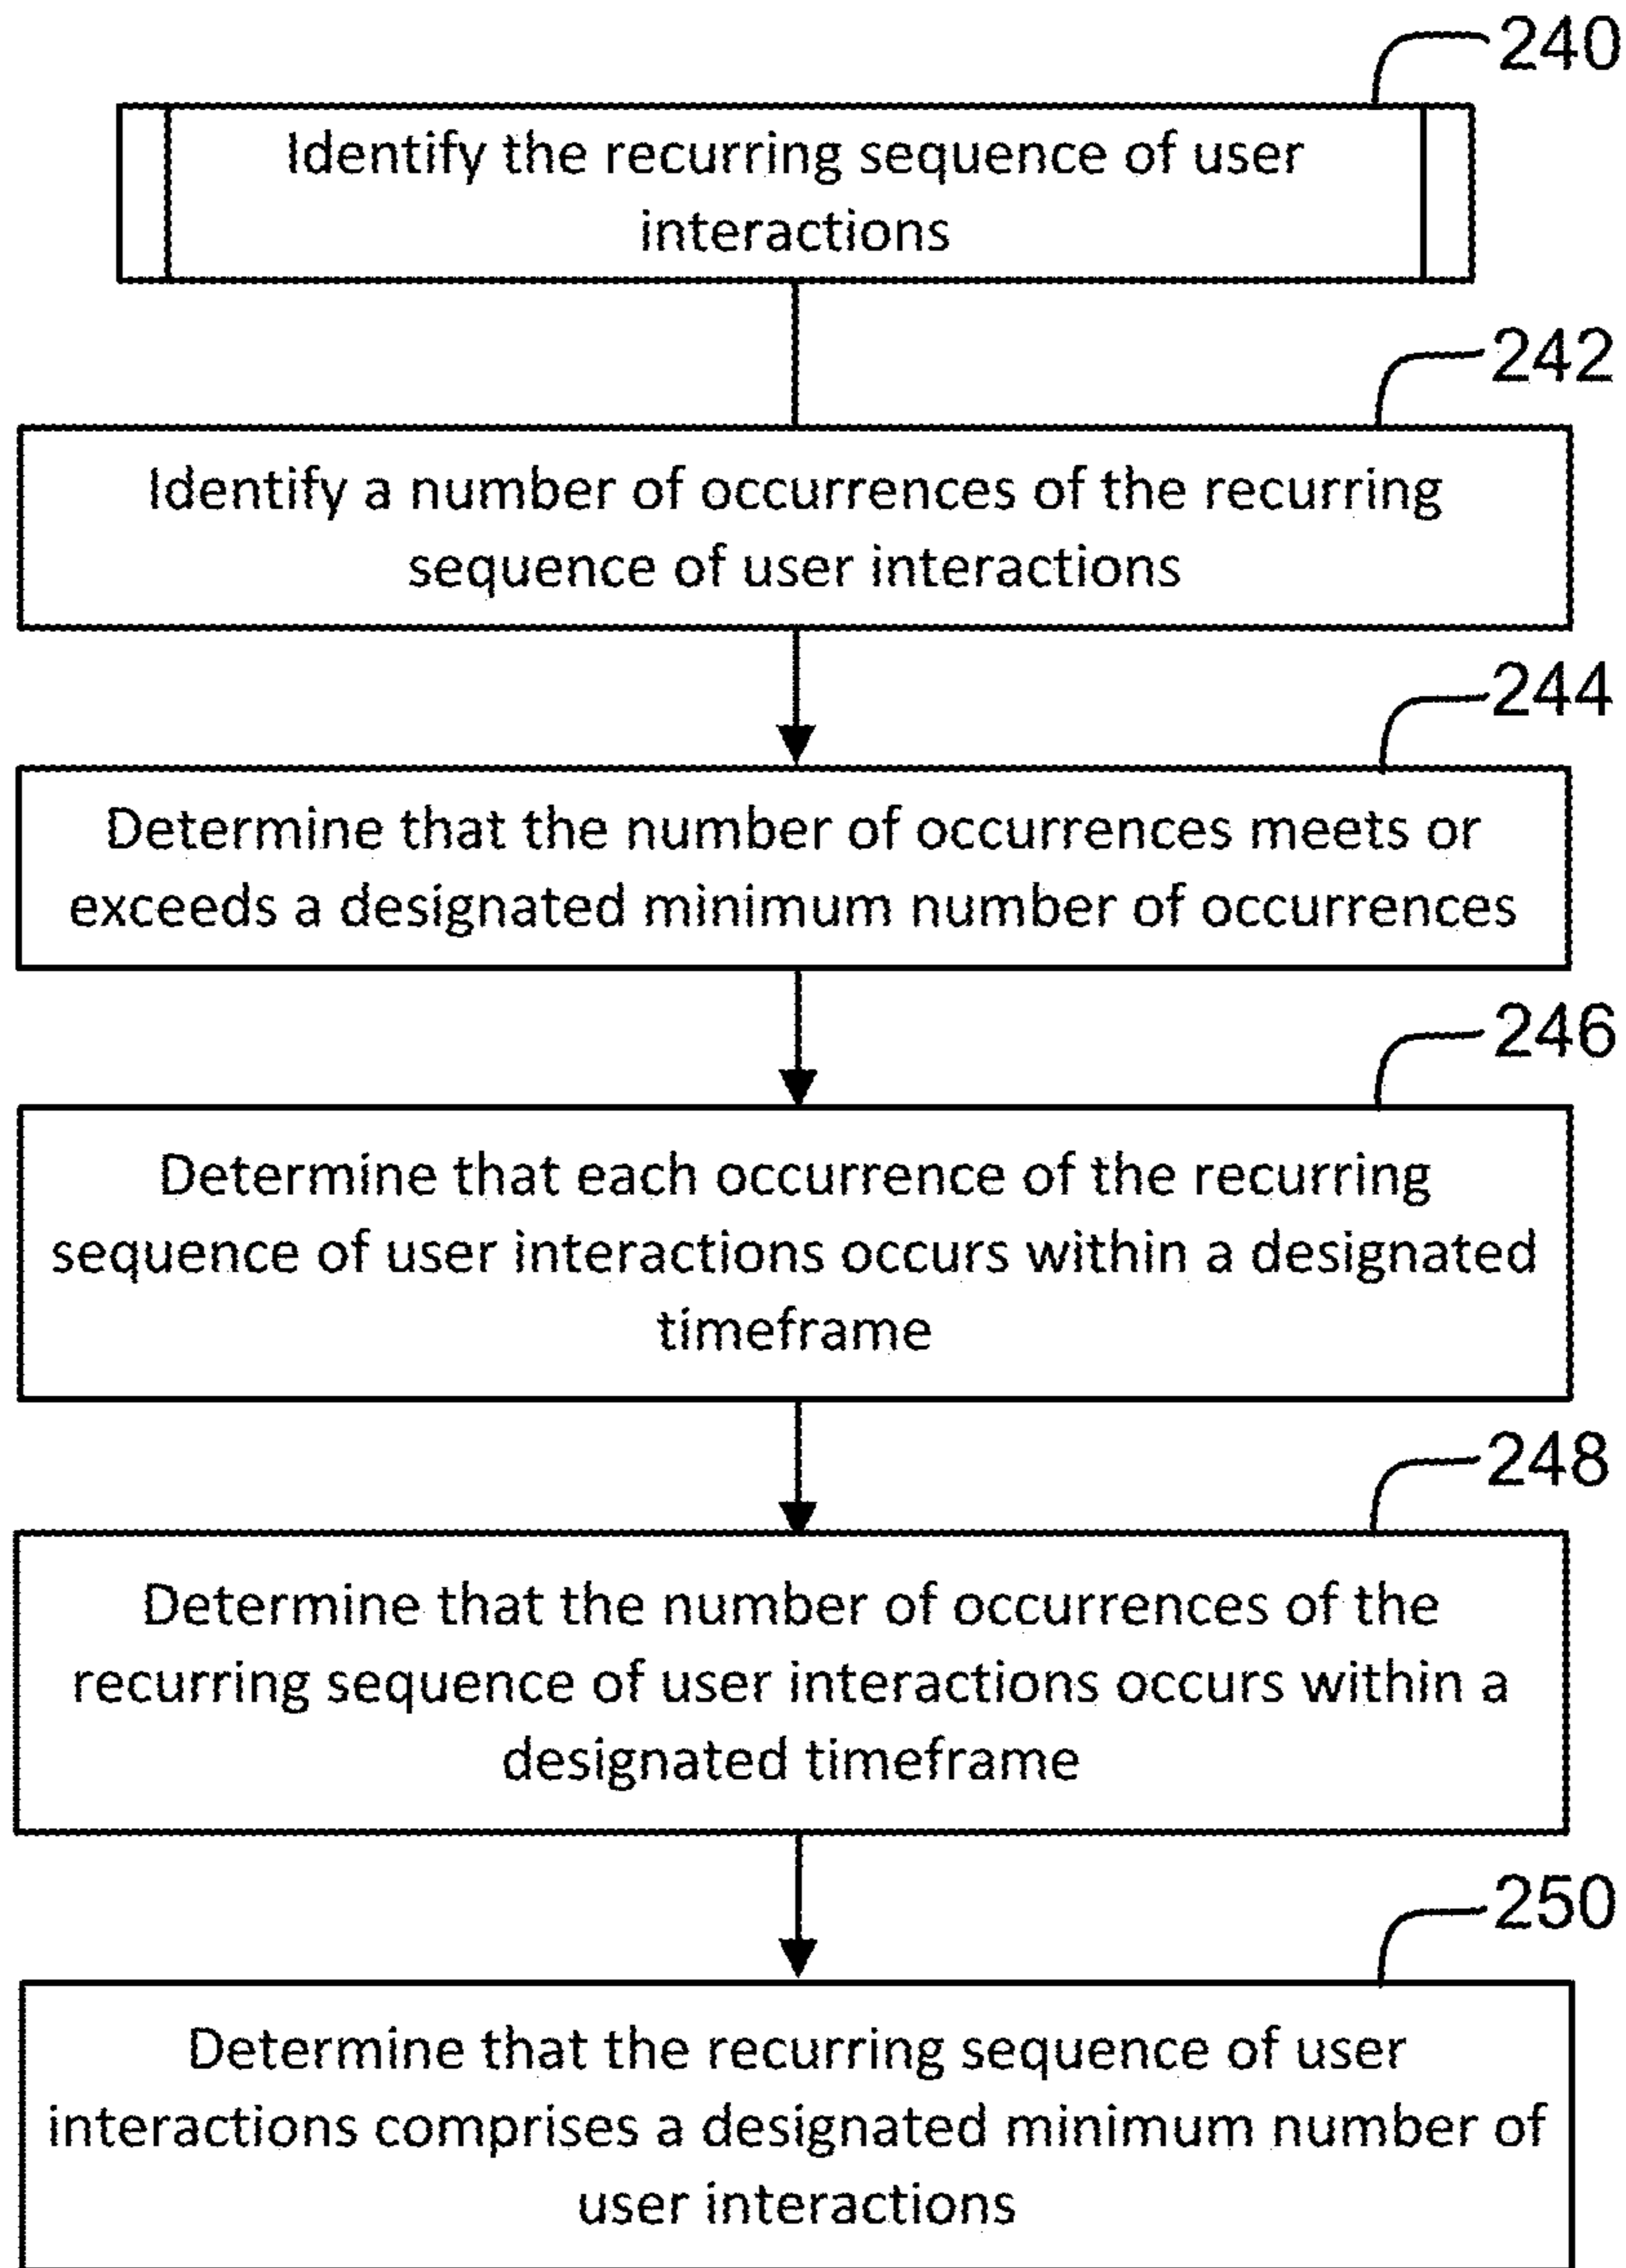 240
Identify the recurring sequence of user
interactions
242
Identify a number of occurrences of the recurring
sequence of user interactions
244
Determine that the number of occurrences meets or
exceeds a designated minimum number of occurrences
246
Determine that each occurrence of the recurring
sequence of user interactions occurs within a designated
timeframe
248
Determine that the number of occurrences of the
recurring sequence of user interactions occurs within a
designated timeframe
250
Determine that the recurring sequence of user
interactions comprises a designated minimum number of
user interactions